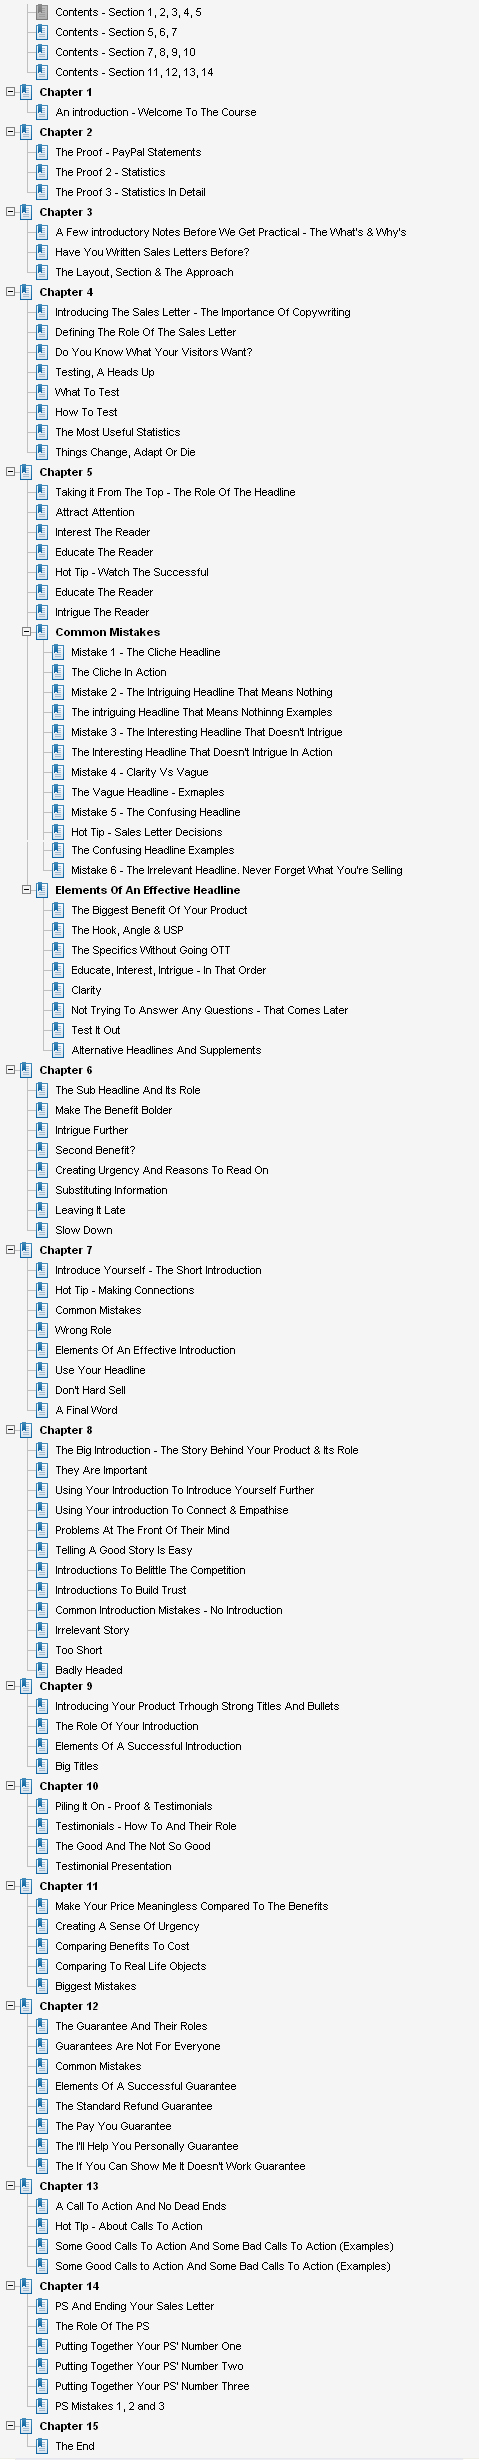 Contents - Section 1, 2, 3, 4, 5
Contents - Section 5, 6, 7
Contents - Section 7, 8, 9, 10
Contents - Section 11, 12, 13, 14
Chapter 1
An introduction - Welcome To The Course
Chapter 2
The Proof - PayPal Statements
The Proof 2 - Statistics
The Proof 3 - Statistics In Detail
Chapter 3
A Few introductory Notes Before We Get Practical - The What's & Why's
Have You Written Sales Letters Before?
The Layout, Section & The Approach
Chapter 4
Introducing The Sales Letter - The Importance Of Copywriting
Defining The Role Of The Sales Letter
Do You Know What Your Visitors Want?
Testing, A Heads Up
What To Test
How To Test
The Most Useful Statistics
Things Change, Adapt Or Die
Chapter 5
Taking it From The Top - The Role Of The Headline
Attract Attention
Interest The Reader
Educate The Reader
Hot Tip - Watch The Successful
Educate The Reader
Intrigue The Reader
Common Mistakes
Mistake 1 - The Cliche Headline
The Cliche In Action
Mistake 2 - The Intriguing Headline That Means Nothing
The intriguing Headline That Means Nothinng Examples
Mistake 3 - The Interesting Headline That Doesn't Intrigue
The Interesting Headline That Doesn't Intrigue In Action
Mistake 4 - Clarity Vs Vague
The Vague Headline - Exmaples
Mistake 5 - The Confusing Headline
Hot Tip - Sales Letter Decisions
The Confusing Headline Examples
Mistake 6 - The Irrelevant Headline. Never Forget What You're Selling
Elements Of An Effective Headline
The Biggest Benefit Of Your Product
The Hook, Angle & USP
The Specifics Without Going OTT
Educate, Interest, Intrigue - In That Order
Clarity
Not Trying To Answer Any Questions - That Comes Later
Test It Out
Alternative Headlines And Supplements
Chapter 6
The Sub Headline And Its Role
Make The Benefit Bolder
Intrigue Further
Second Benefit?
Creating Urgency And Reasons To Read On
Substituting Information
Leaving It Late
Slow Down
Chapter 7
Introduce Yourself - The Short Introduction
Hot Tip - Making Connections
Common Mistakes
Wrong Role
Elements Of An Effective Introduction
Use Your Headline
Don't Hard Sell
A Final Word
Chapter 8
The Big Introduction - The Story Behind Your Product & Its Role
They Are Important
Using Your Introduction To Introduce Yourself Further
Using Your introduction To Connect & Empathise
Problems At The Front Of Their Mind
Telling A Good Story Is Easy
Introductions To Belittle The Competition
Introductions To Build Trust
Common Introduction Mistakes - No Introduction
Irrelevant Story
Too Short
Badly Headed
Chapter 9
Introducing Your Product Trhough Strong Titles And Bullets
The Role Of Your Introduction
Elements Of A Successful Introduction
Big Titles
Chapter 10
Piling It On - Proof & Testimonials
Testimonials - How To And Their Role
The Good And The Not So Good
Testimonial Presentation
Chapter 11
Make Your Price Meaningless Compared To The Benefits
Creating A Sense Of Urgency
Comparing Benefits To Cost
Comparing To Real Life Objects
Biggest Mistakes
Chapter 12
The Guarantee And Their Roles
Guarantees Are Not For Everyone
Common Mistakes
Elements Of A Successful Guarantee
The Standard Refund Guarantee
The Pay You Guarantee
The I'll Help You Personally Guarantee
The If You Can Show Me It Doesn't Work Guarantee
Chapter 13
A Call To Action And No Dead Ends
Hot TIp - About Calls To Action
Some Good Calls To Action And Some Bad Calls To Action (Examples)
Some Good Calls to Action And Some Bad Calls To Action (Examples)
Chapter 14
PS And Ending Your Sales Letter
The Role Of The PS
Putting Together Your PS' Number One
Putting Together Your PS' Number Two
Putting Together Your PS' Number Three
PS Mistakes 1, 2 and 3
Chapter 15
The End